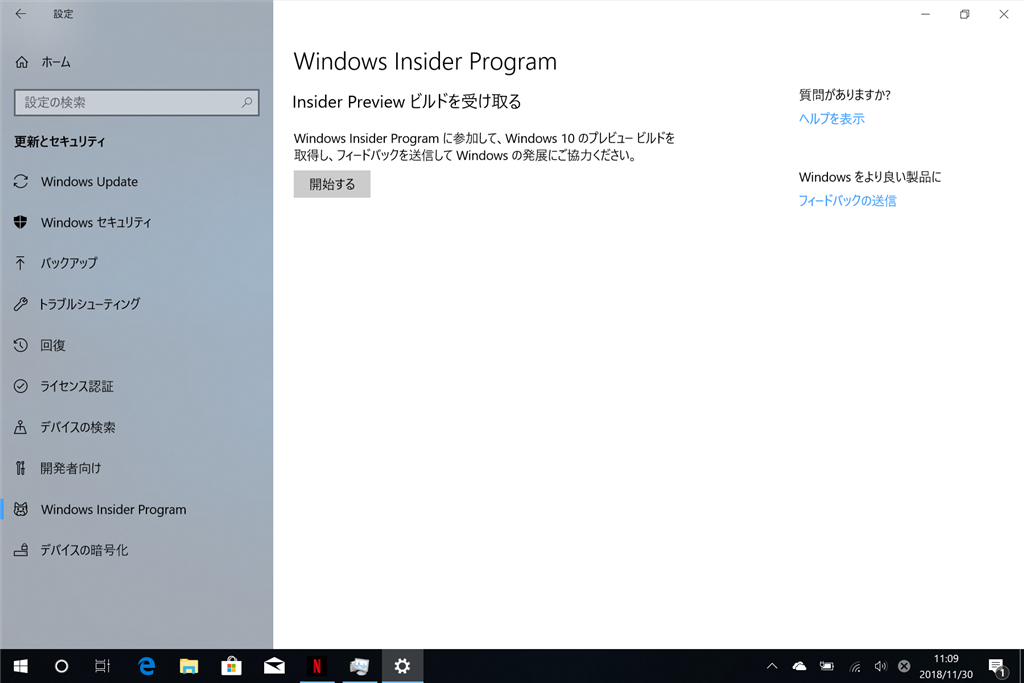 設定
ホーム
設定の検索
更新とセキュリティ
Windows Update
Windows セキュリティ
バックアップ
トラブルシューティング
回復
ライセンス認証
デバイスの検索
開発者向け
Windows Insider Program
デバイスの暗号化
Windows Insider Program
Insider Preview ビルドを受け取る
Windows Insider Program に参加して、Windows 10 のプレビュー ビルドを
取得し、フィードバックを送信して Windows の発展にご協力ください。
開始する
質問がありますか?
ヘルプを表示
Windows をより良い製品に
フィードバックの送信
N
11:09
2018/11/30
1